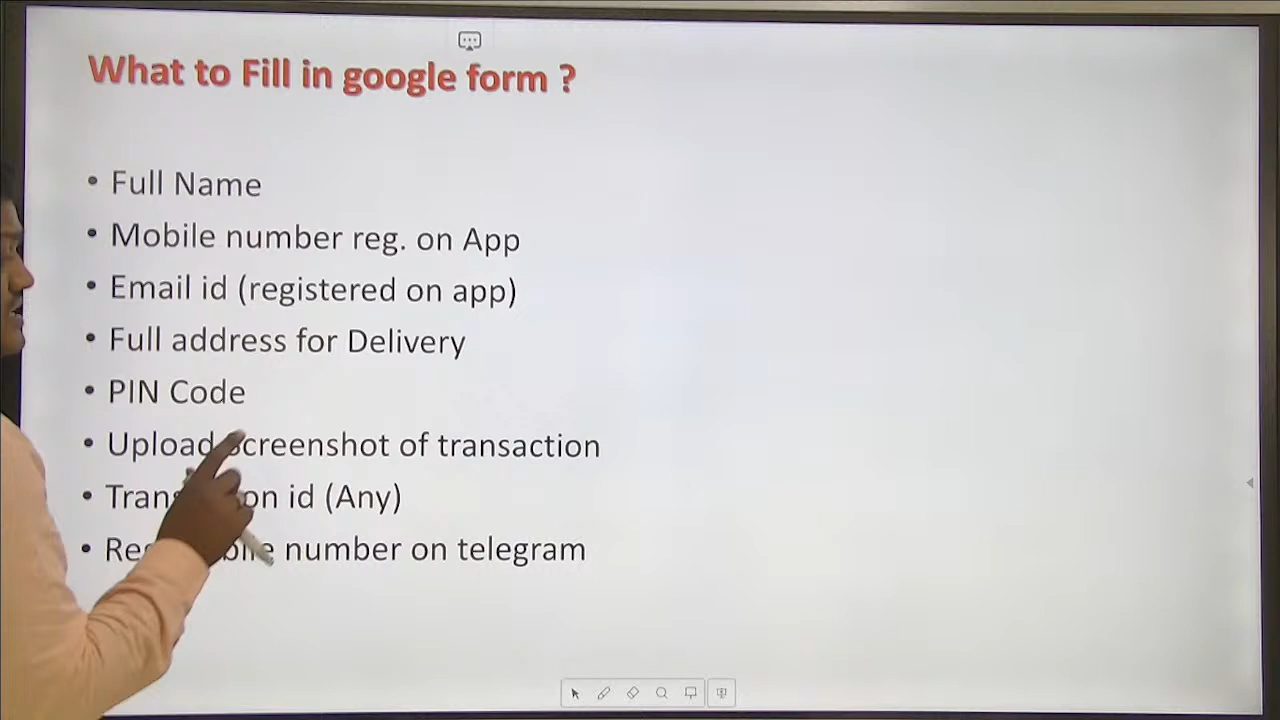 What to Fill in google form ?
• Full Name
• Mobile number reg. on App
• Email id (registered on app)
• Full address for Delivery
• PIN Code
• Upload screenshot of transaction
• id (Any)
• number on telegram